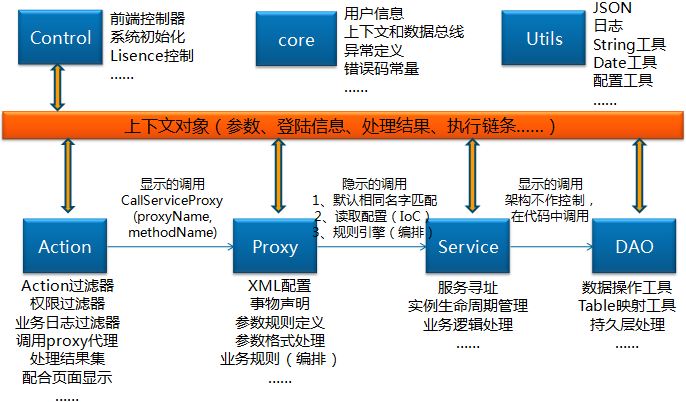 Control
前端控制器
系统初始化
Lisence控制
......
core
用户信息
上下文和数据总线
异常定义
错误码常量
......
Utils
JSON
日志
String工具
Date工具
配置工具
......
上下文对象（参数、登陆信息、处理结果、执行链条......）
显示的调用
CallServiceProxy
(proxyName,
methodName)
隐示的调用
1、默认相同名字匹配
2、读取配置（IoC）
3、规则引擎（编排）
显示的调用
架构不作控制，
在代码中调用
Action
Proxy
Service
DAO
Action过滤器
权限过滤器
业务日志过滤器
调用proxy代理
处理结果集
配合页面显示
......
XML配置
事物声明
参数规则定义
参数格式处理
业务规则（编排）
......
服务寻址
实例生命周期管理
业务逻辑处理
......
数据操作工具
Table映射工具
持久层处理
......